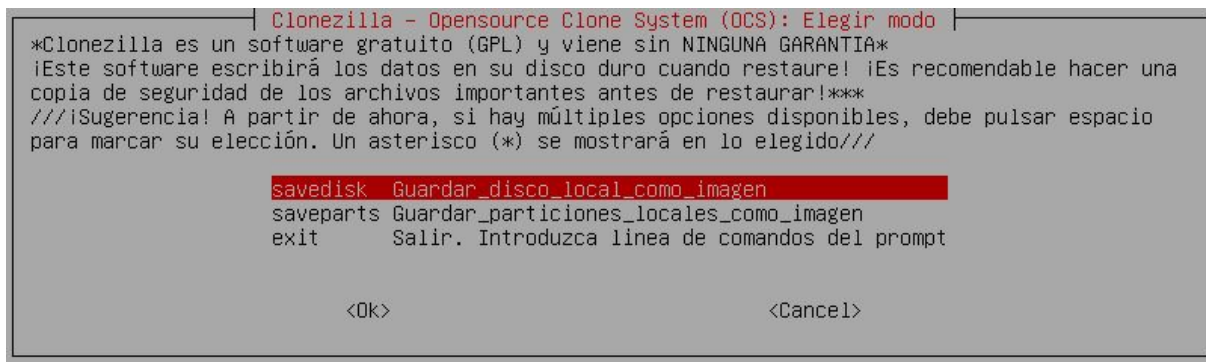 Clonezilla - Opensource Clone System (OCS): Elegir modo
*Clonezilla es un software gratuito (GPL) y viene sin NINGUNA GARANTIA*
¡Este software escribirá los datos en su disco duro cuando restaure! ¡Es recomendable hacer una
copia de seguridad de los archivos importantes antes de restaurar!***
///¡Sugerencia! A partir de ahora, si hay múltiples opciones disponibles, debe pulsar espacio
para marcar su elección. Un asterisco (*) se mostrará en lo elegido///
savedisk Guardar_disco_local_como_imagen
saveparts Guardar_particiones_locales_como_imagen
exit Salir. Introduzca linea de comandos del prompt
<Ok> <Cancel>